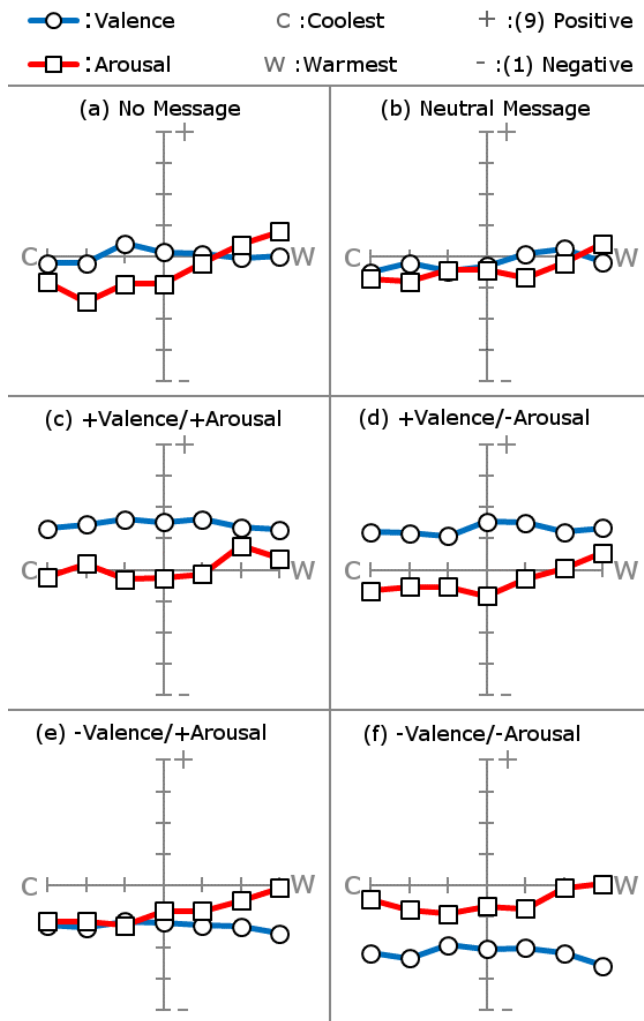 : Valence C :Coolest + :(9) Positive
: Arousal W :Warmest - :(1) Negative
(a) No Message (b) Neutral Message
+ +
C W C W
- -
(c) +Valence/+Arousal (d) +Valence/-Arousal
+ +
C W C W
- -
(e) -Valence/+Arousal (f) -Valence/-Arousal
+ +
C W C W
- -